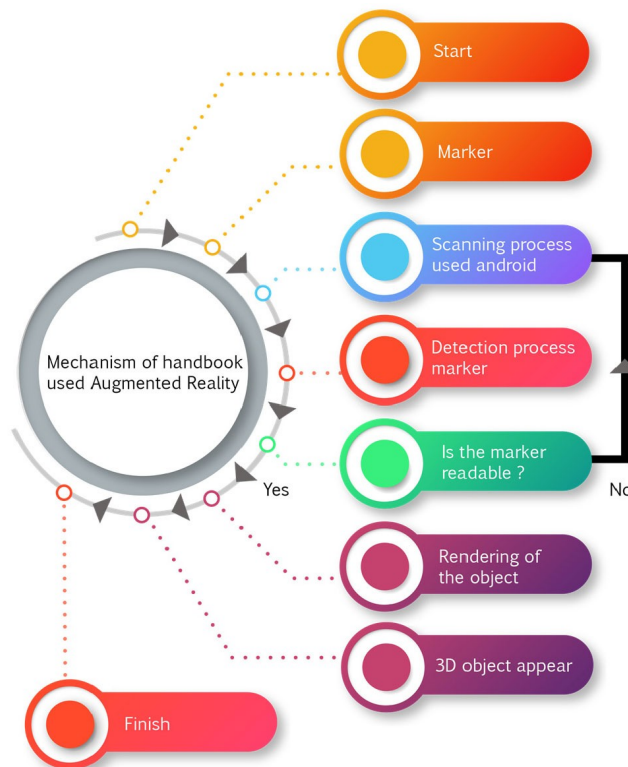 Start
Marker
Scanning process
used android
Mechanism of handbook
used Augmented Reality
Detection process
marker
Is the marker
readable ?
Yes
No
Rendering of
the object
3D object appear
Finish